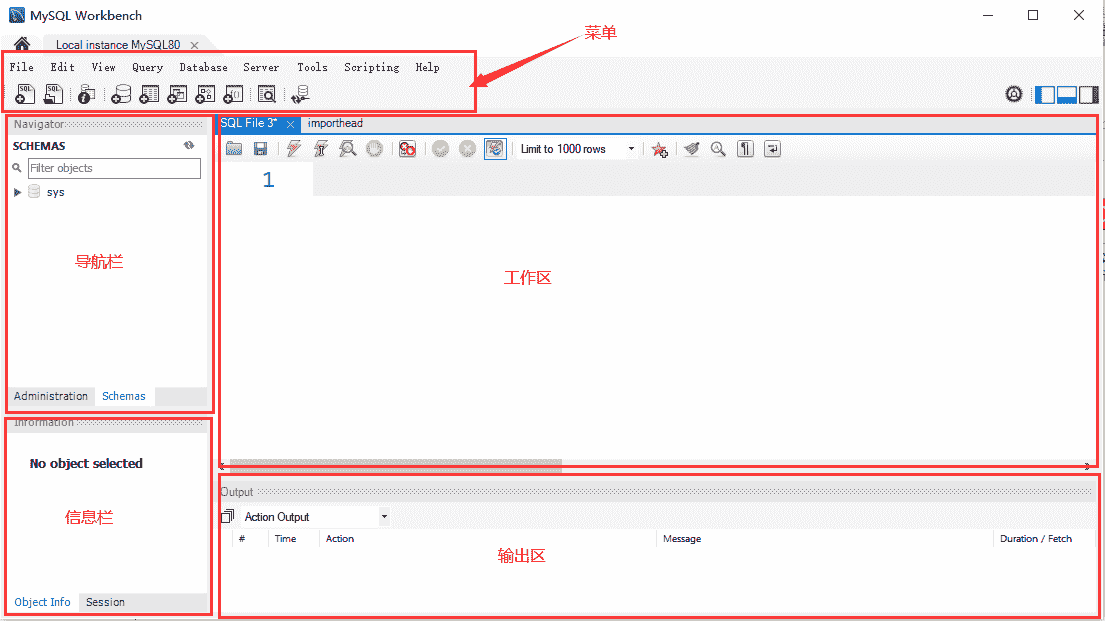 MySQL Workbench
Local instance MySQL80
菜单
File Edit View Query Database Server Tools Scripting Help
SQL SQL
Navigator
SCHEMAS
Filter objects
sys
导航栏
Administration Schemas
SQL File 3* importhead
Limit to 1000 rows
1
工作区
Information
No object selected
信息栏
Object Info Session
Output
Action Output
# Time Action Message Duration / Fetch
输出区